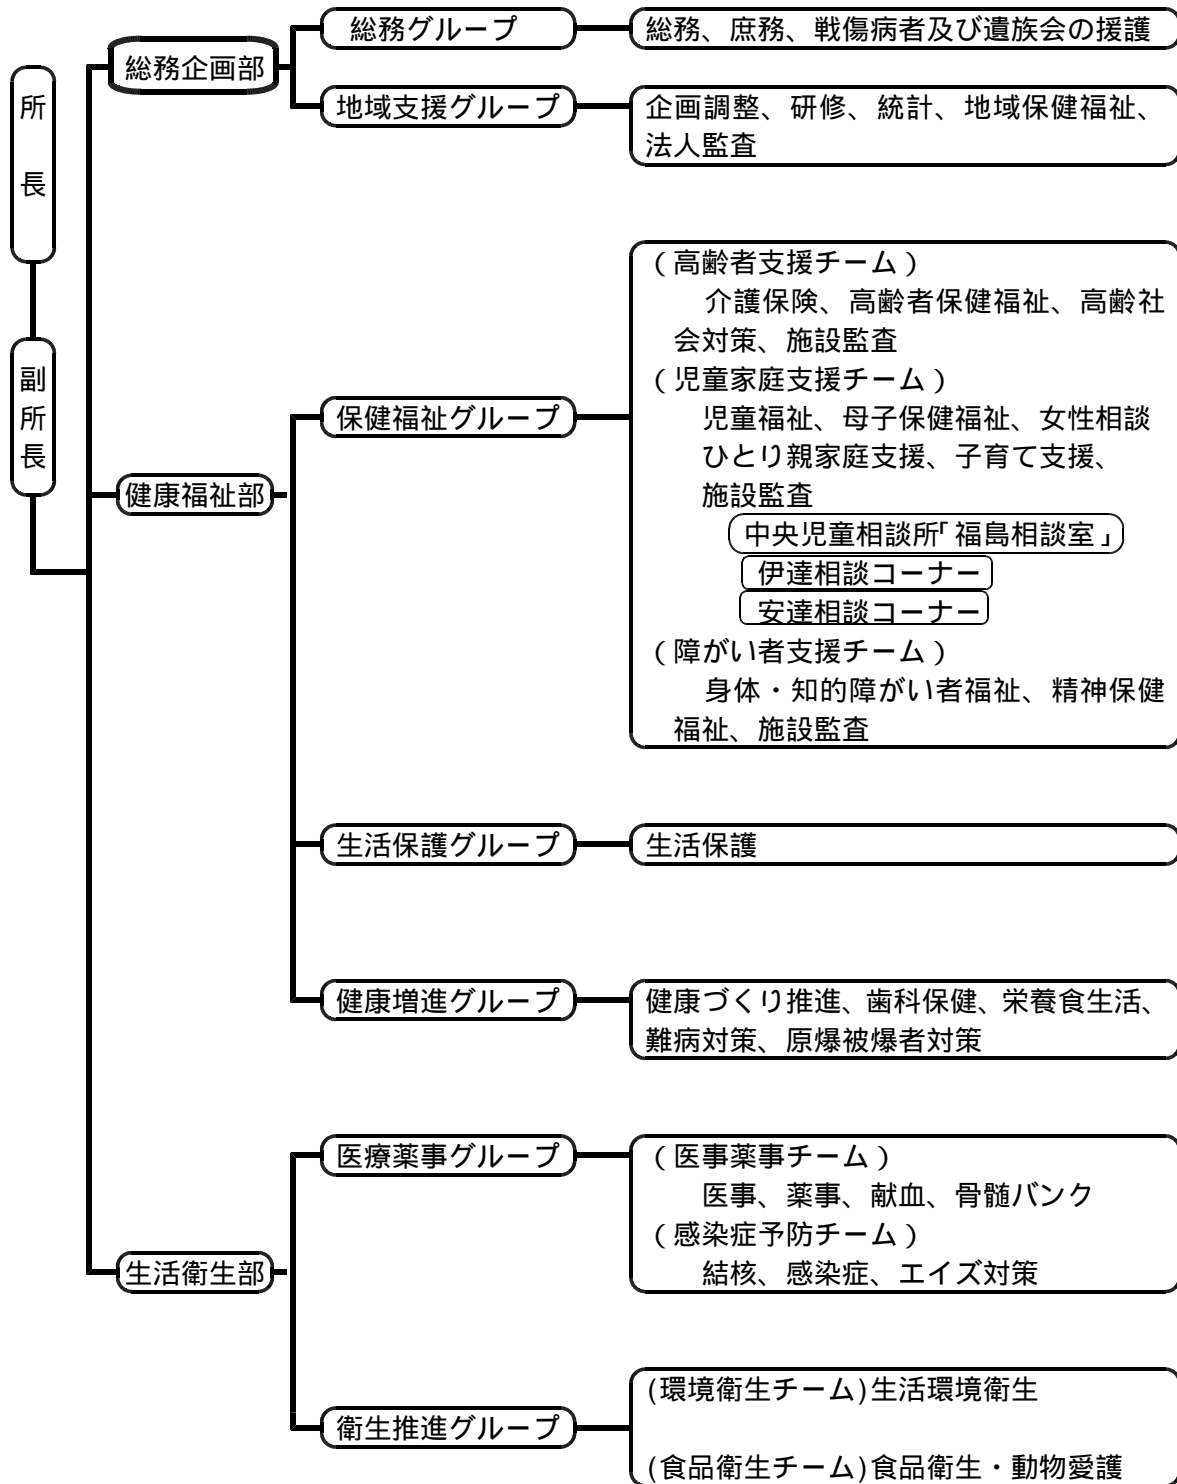 所長
副所長
総務企画部
総務グループ
総務、庶務、戦傷病者及び遺族会の援護
地域支援グループ
企画調整、研修、統計、地域保健福祉、
法人監査
健康福祉部
保健福祉グループ
(高齢者支援チーム)
介護保険、高齢者保健福祉、高齢社
会対策、施設監査
(児童家庭支援チーム)
児童福祉、母子保健福祉、女性相談
ひとり親家庭支援、子育て支援、
施設監査
中央児童相談所「福島相談室」
伊達相談コーナー
安達相談コーナー
(障がい者支援チーム)
身体・知的障がい者福祉、精神保健
福祉、施設監査
生活保護グループ
生活保護
健康増進グループ
健康づくり推進、歯科保健、栄養食生活、
難病対策、原爆被爆者対策
生活衛生部
医療薬事グループ
(医事薬事チーム)
医事、薬事、献血、骨髄バンク
(感染症予防チーム)
結核、感染症、エイズ対策
衛生推進グループ
(環境衛生チーム)生活環境衛生
(食品衛生チーム)食品衛生・動物愛護